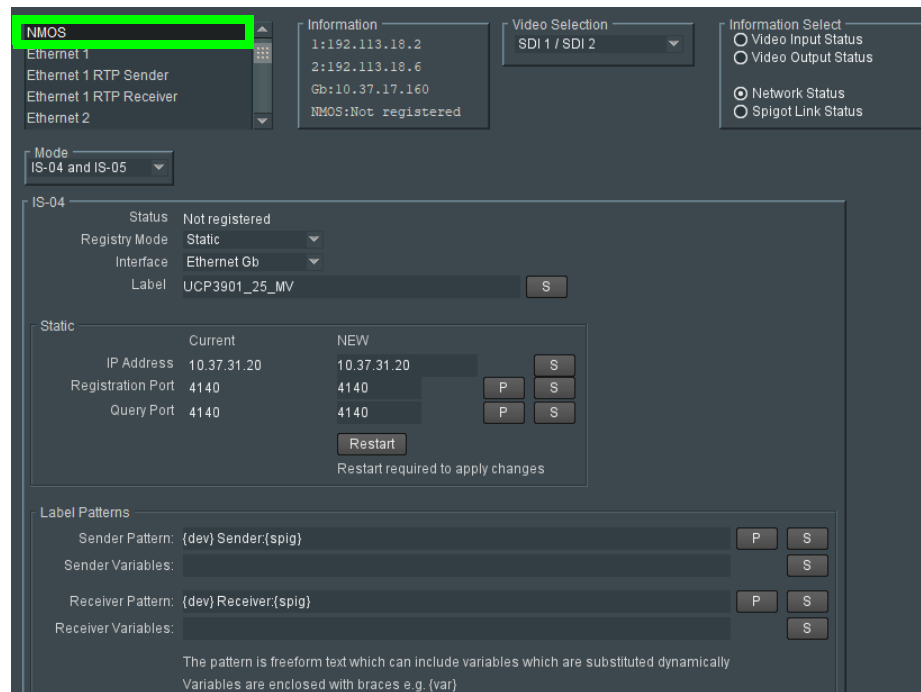 NMOS
Ethernet 1
Ethernet 1 RTP Sender
Ethernet 1 RTP Receiver
Ethernet 2
Information
1:192.113.18.2
2:192.113.18.6
Gb:10.37.17.160
NMOS:Not registered
Video Selection
SDI 1 / SDI 2
Information Select
Video Input Status
Video Output Status
Network Status
Spigot Link Status
Mode
IS-04 and IS-05
IS-04
Status Not registered
Registry Mode Static
Interface Ethernet Gb
Label UCP3901_25_MV S
Static
Current NEW
IP Address 10.37.31.20 10.37.31.20 S
Registration Port 4140 4140 P S
Query Port 4140 4140 P S
Restart
Restart required to apply changes
Label Patterns
Sender Pattern: {dev} Sender:{spig} P S
Sender Variables: S
Receiver Pattern: {dev} Receiver:{spig} P S
Receiver Variables: S
The pattern is freeform text which can include variables which are substituted dynamically
Variables are enclosed with braces e.g. {var}